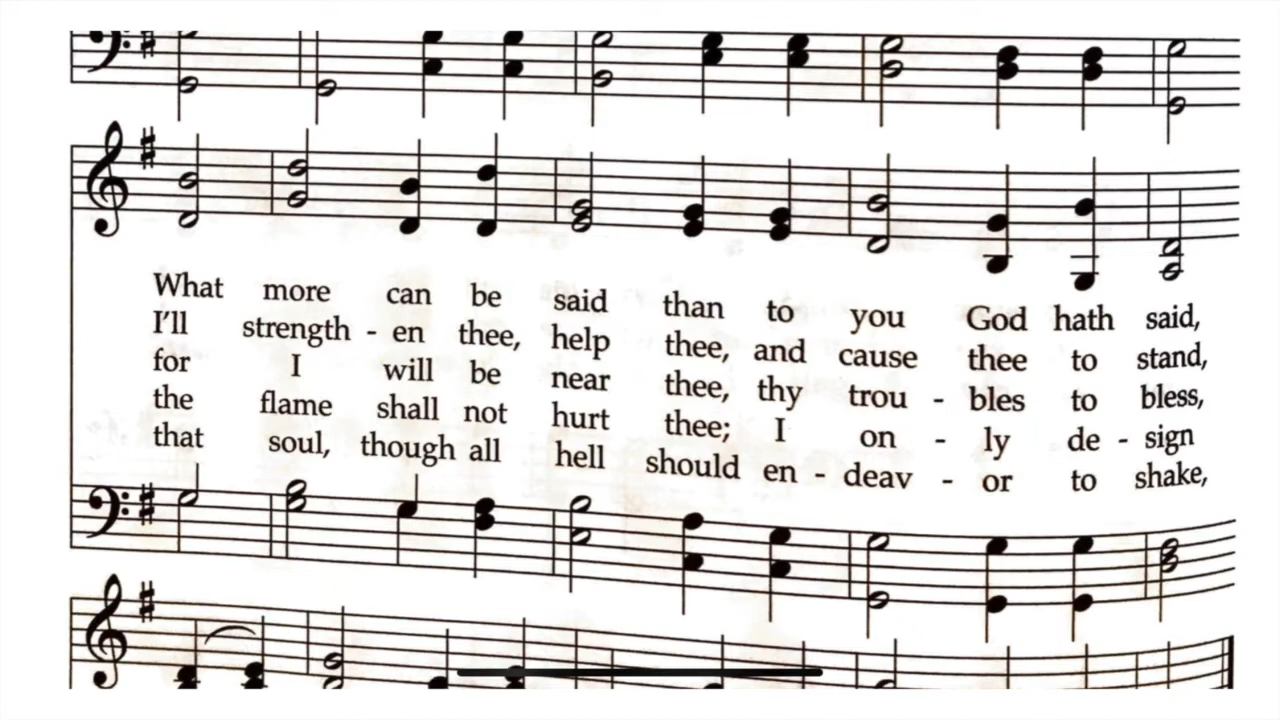 What more can be said than to you God hath said,
I'll strength - en thee, help thee, and cause thee to stand,
for I will be near thee, thy trou - bles to bless,
the flame shall not hurt thee; I on - ly de - sign
that soul, though all hell should en - deav - or to shake,